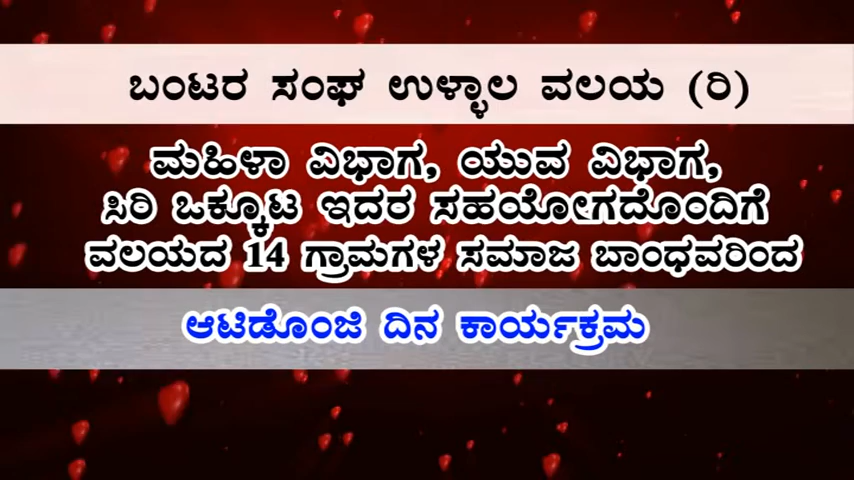 ಬಂಟರ ಸಂಘ ಉಳ್ಳಾಲ ವಲಯ (ರಿ)
ಮಹಿಳಾ ವಿಭಾಗ, ಯುವ ವಿಭಾಗ,
ಸಿರಿ ಒಕ್ಕೂಟ ಇದರ ಸಹಯೋಗದೊಂದಿಗೆ
ವಲಯದ 14 ಗ್ರಾಮಗಳ ಸಮಾಜ ಬಾಂಧವರಿಂದ
ಆಟಿಡೊಂಜಿ ದಿನ ಕಾರ್ಯಕ್ರಮ